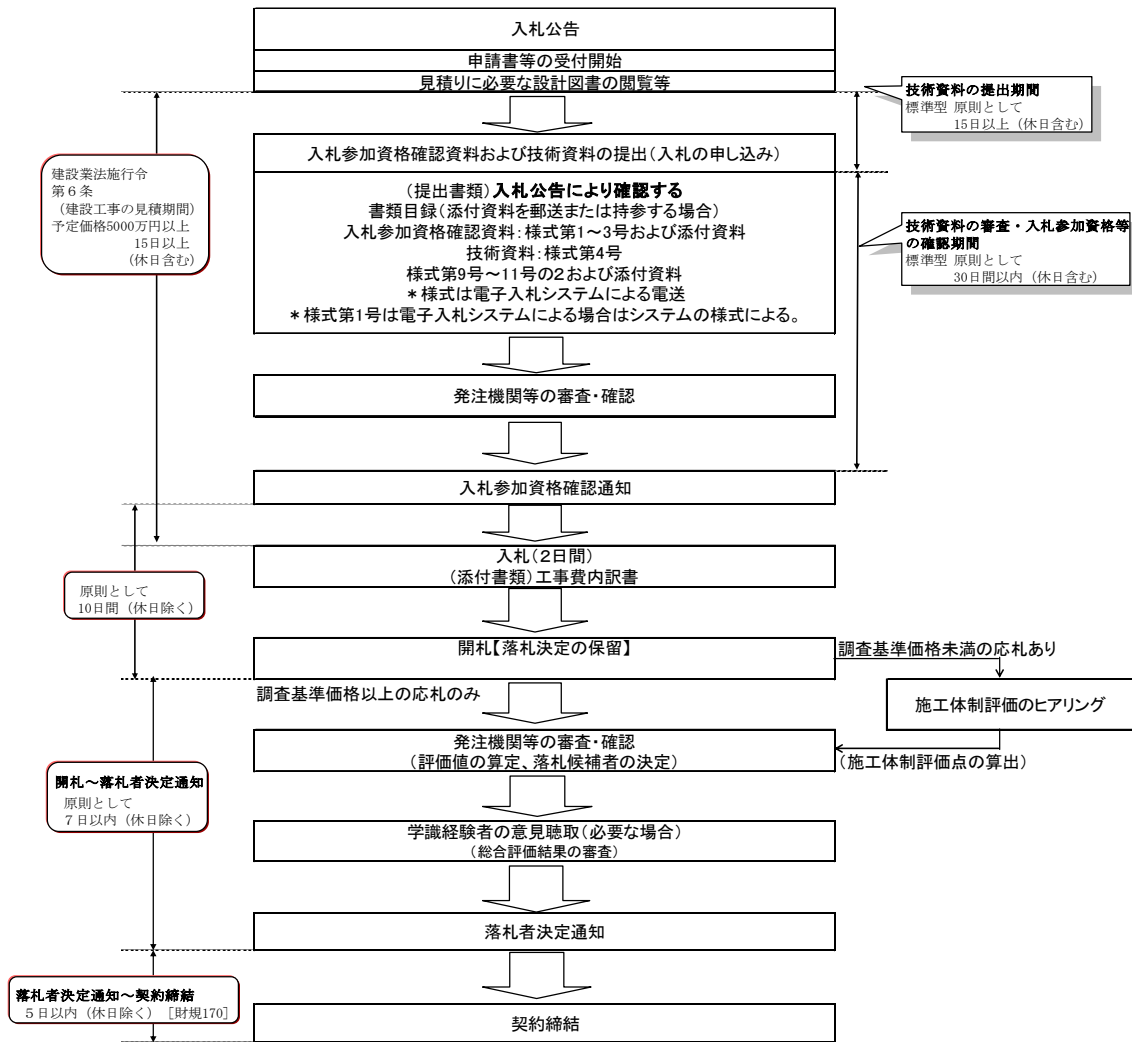 入札公告
申請書等の受付開始
見積りに必要な設計図書の閲覧等
技術資料の提出期間
標準型 原則として
15日以上（休日含む）
建設業法施行令
第６条
（建設工事の見積期間）
予定価格5000万円以上
15日以上
（休日含む）
入札参加資格確認資料および技術資料の提出（入札の申し込み）
（提出書類）入札公告により確認する
書類目録（添付資料を郵送または持参する場合）
入札参加資格確認資料：様式第１～３号および添付資料
技術資料：様式第4号
様式第９号～11号の２および添付資料
＊様式は電子入札システムによる電送
＊様式第１号は電子入札システムによる場合はシステムの様式による。
技術資料の審査・入札参加資格等
の確認期間
標準型 原則として
30日間以内（休日含む）
発注機関等の審査・確認
入札参加資格確認通知
入札（２日間）
（添付書類）工事費内訳書
原則として
10日間（休日除く）
開札【落札決定の保留】
調査基準価格未満の応札あり
調査基準価格以上の応札のみ
施工体制評価のヒアリング
発注機関等の審査・確認
（評価値の算定、落札候補者の決定）
（施工体制評価点の算出）
開札～落札者決定通知
原則として
７日以内（休日除く）
学識経験者の意見聴取（必要な場合）
（総合評価結果の審査）
落札者決定通知
落札者決定通知～契約締結
５日以内（休日除く） ［財規170］
契約締結